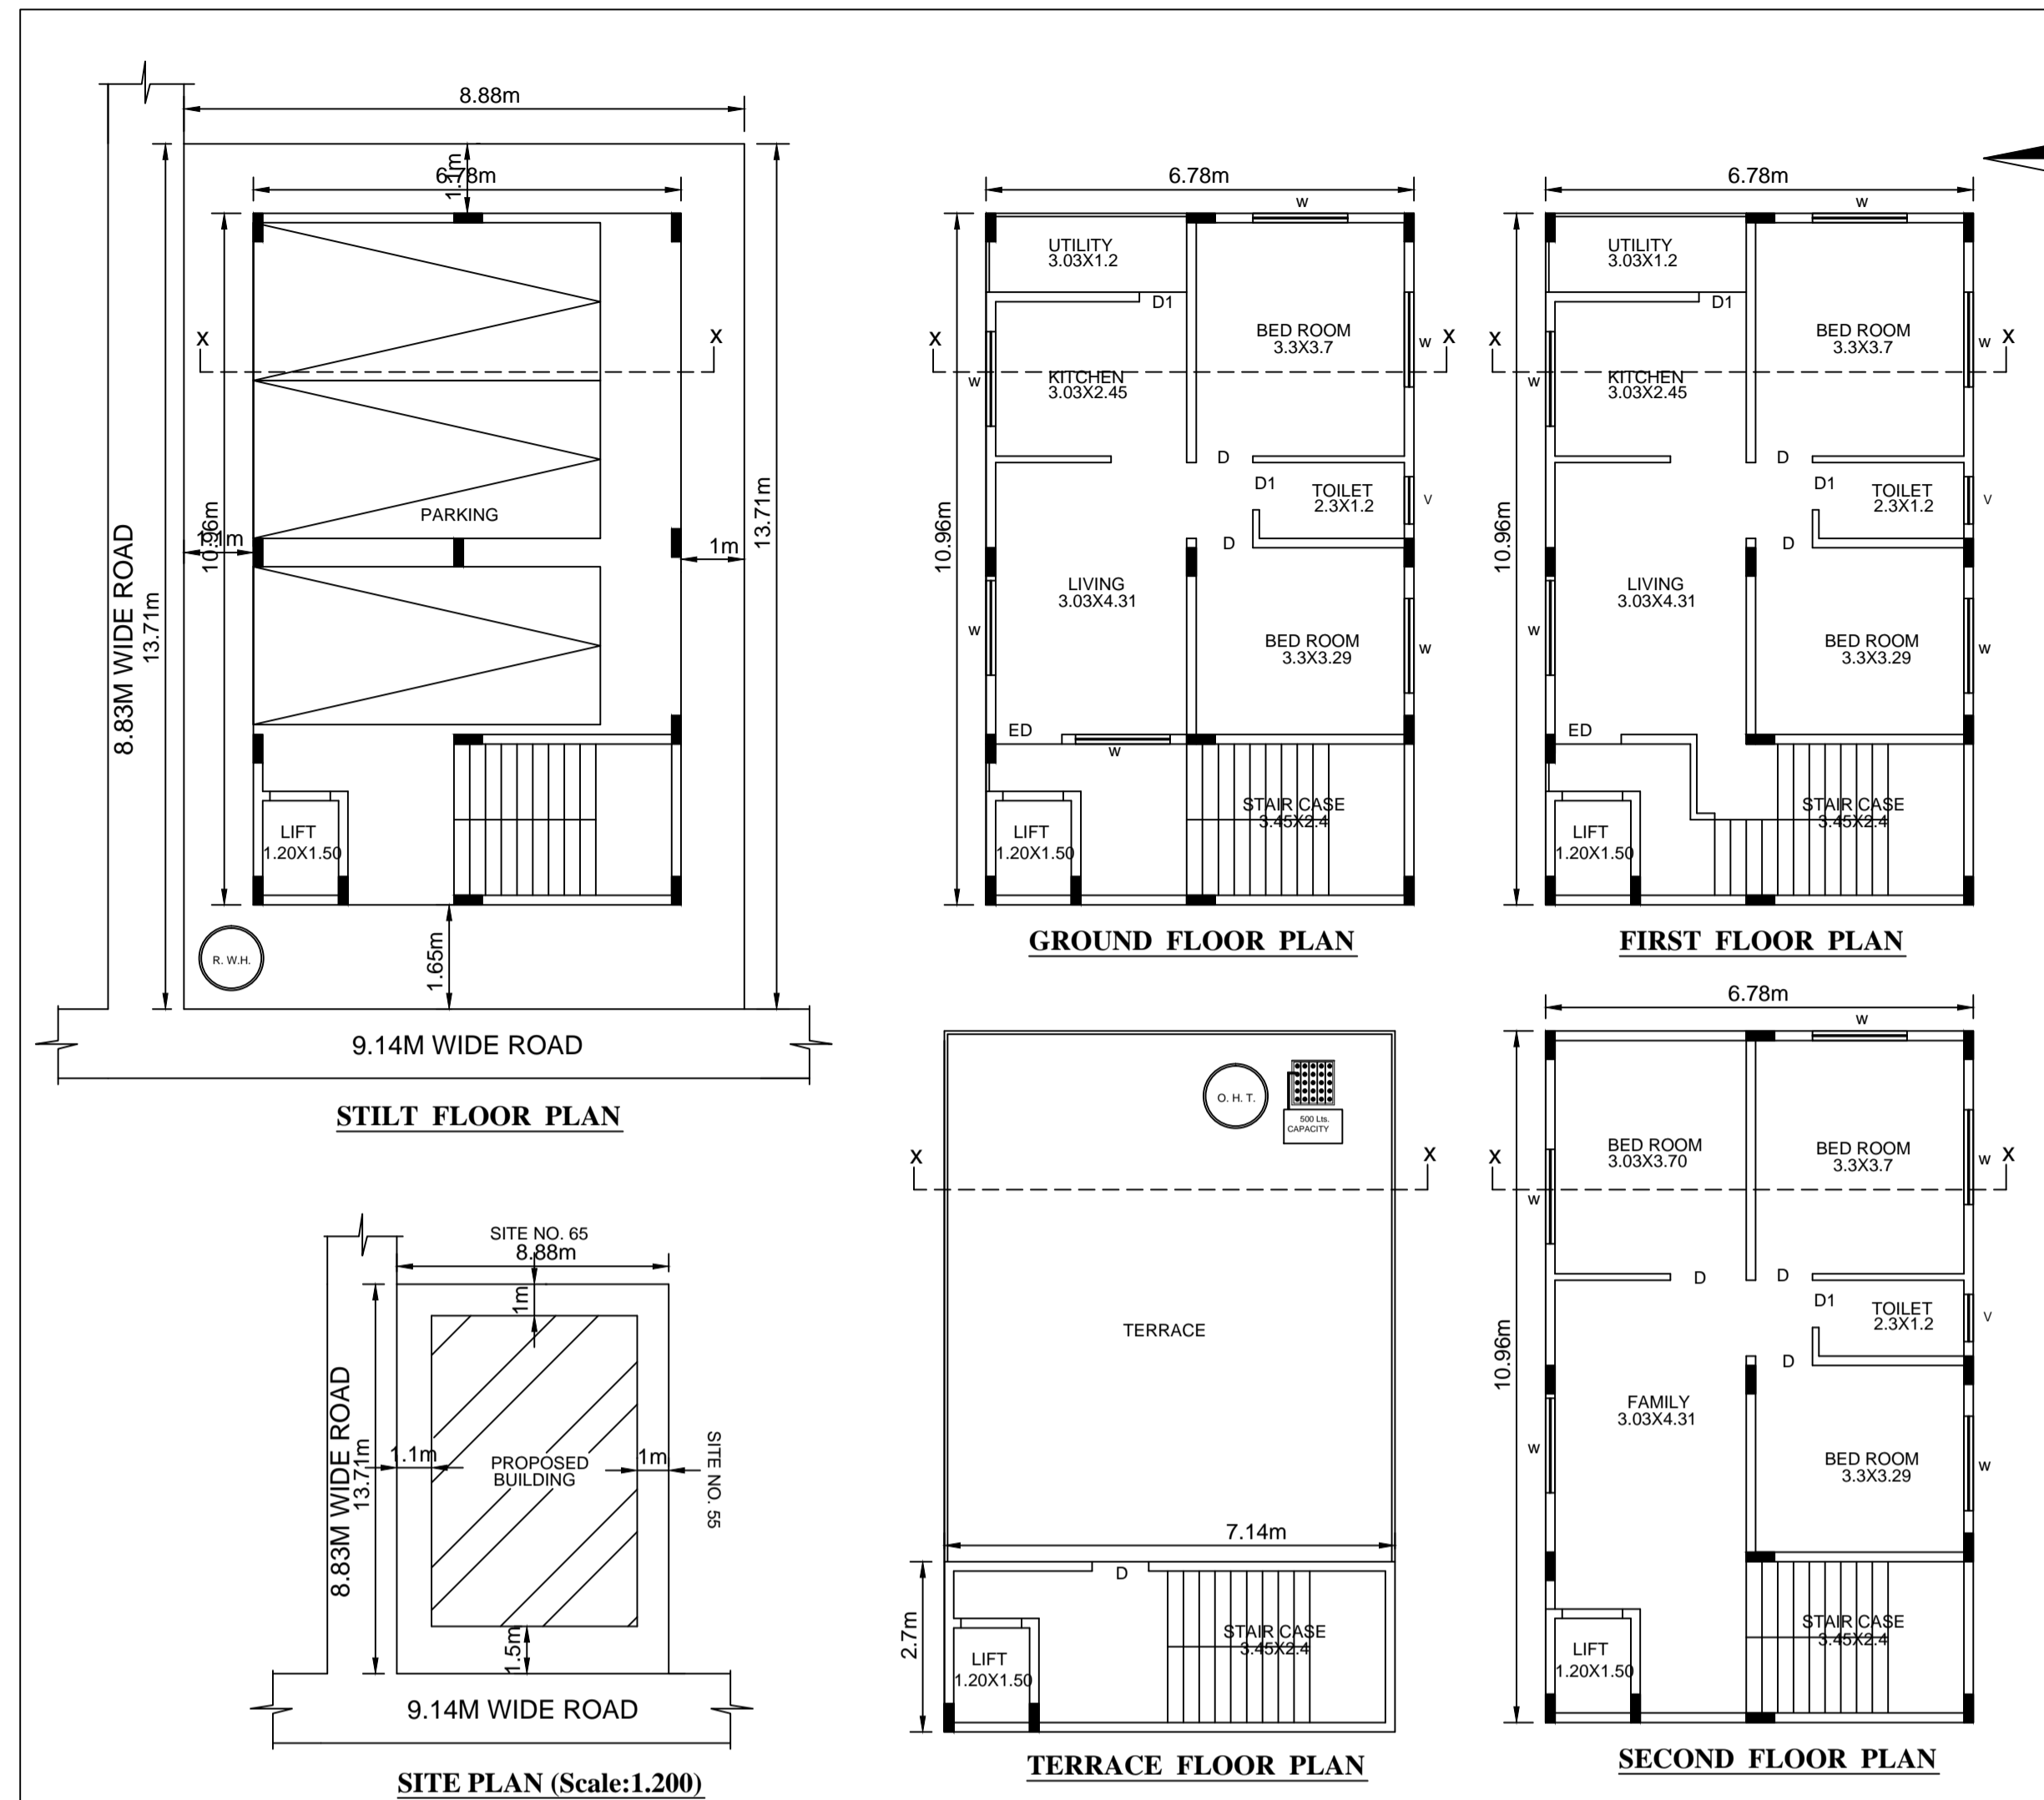 8.88m
6.78m
1.1m
X
X
8.83M WIDE ROAD
13.71m
10.96m
1.1m
PARKING
1m
13.71m
LIFT
1.20X1.50
R. W.H.
1.65m
9.14M WIDE ROAD
STILT FLOOR PLAN
6.78m
W
UTILITY
3.03X1.2
D1
BED ROOM
3.3X3.7
X
X
W
W
KITCHEN
3.03X2.45
D
D1
TOILET
2.3X1.2
V
10.96m
D
LIVING
3.03X4.31
W
BED ROOM
3.3X3.29
W
ED
W
STAIR CASE
3.45X2.4
LIFT
1.20X1.50
GROUND FLOOR PLAN
6.78m
W
UTILITY
3.03X1.2
D1
BED ROOM
3.3X3.7
X
X
W
W
KITCHEN
3.03X2.45
D
D1
TOILET
2.3X1.2
V
10.96m
D
LIVING
3.03X4.31
W
BED ROOM
3.3X3.29
W
ED
STAIR CASE
3.45X2.4
LIFT
1.20X1.50
FIRST FLOOR PLAN
SITE NO. 65
8.88m
1m
8.83M WIDE ROAD
13.71m
1.1m
PROPOSED
BUILDING
1m
SITE NO. 55
1.5m
9.14M WIDE ROAD
SITE PLAN (Scale:1.200)
O. H. T.
500 Lts.
CAPACITY
X
X
TERRACE
7.14m
D
2.7m
STAIR CASE
3.45X2.4
LIFT
1.20X1.50
TERRACE FLOOR PLAN
6.78m
W
BED ROOM
3.03X3.70
BED ROOM
3.3X3.7
X
X
W
W
D
D
D1
TOILET
2.3X1.2
V
10.96m
D
FAMILY
3.03X4.31
W
BED ROOM
3.3X3.29
W
STAIR CASE
3.45X2.4
LIFT
1.20X1.50
SECOND FLOOR PLAN